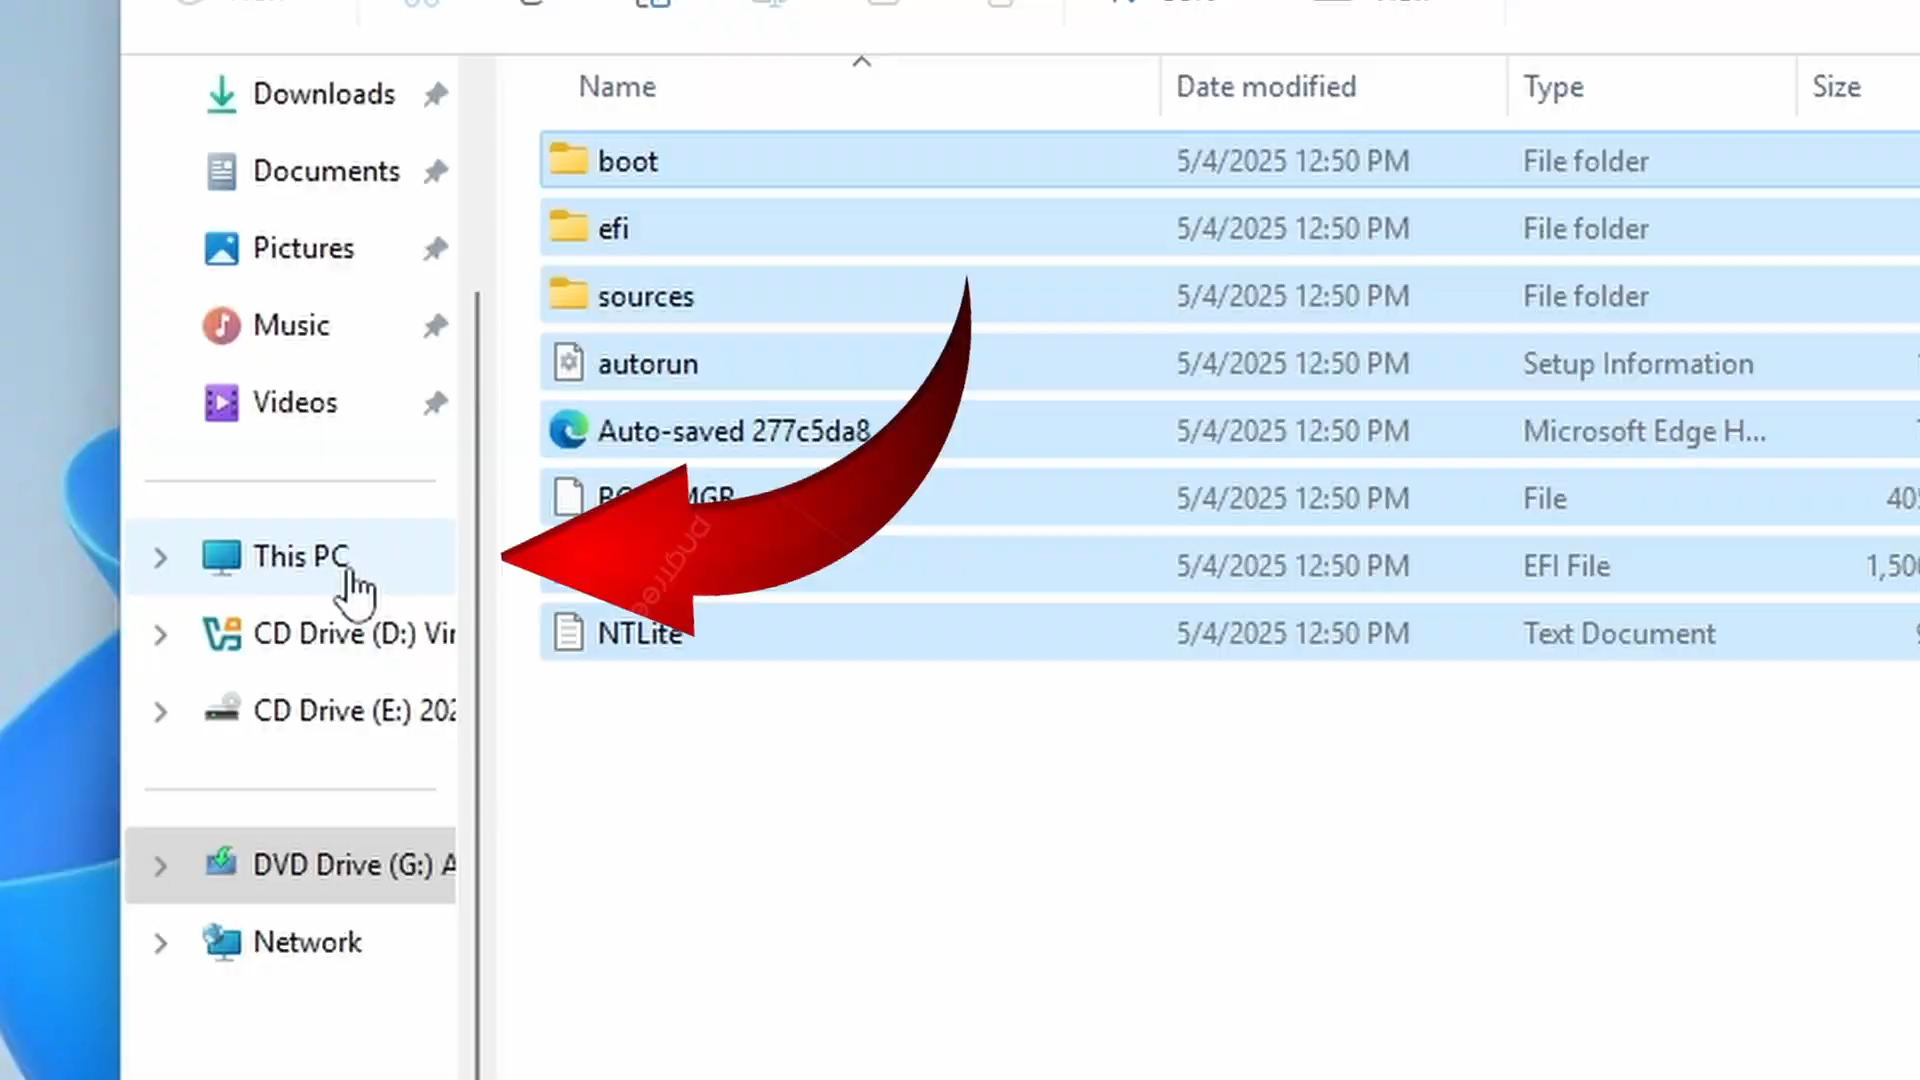 Downloads
Documents
Pictures
Music
Videos
This PC
CD Drive (D:) Vir
CD Drive (E:) 202
DVD Drive (G:) A
Network
Name Date modified Type Size
boot 5/4/2025 12:50 PM File folder
efi 5/4/2025 12:50 PM File folder
sources 5/4/2025 12:50 PM File folder
autorun 5/4/2025 12:50 PM Setup Information
Auto-saved 277c5da8 5/4/2025 12:50 PM Microsoft Edge H...
5/4/2025 12:50 PM File 405
5/4/2025 12:50 PM EFI File 1,500
NTLite 5/4/2025 12:50 PM Text Document